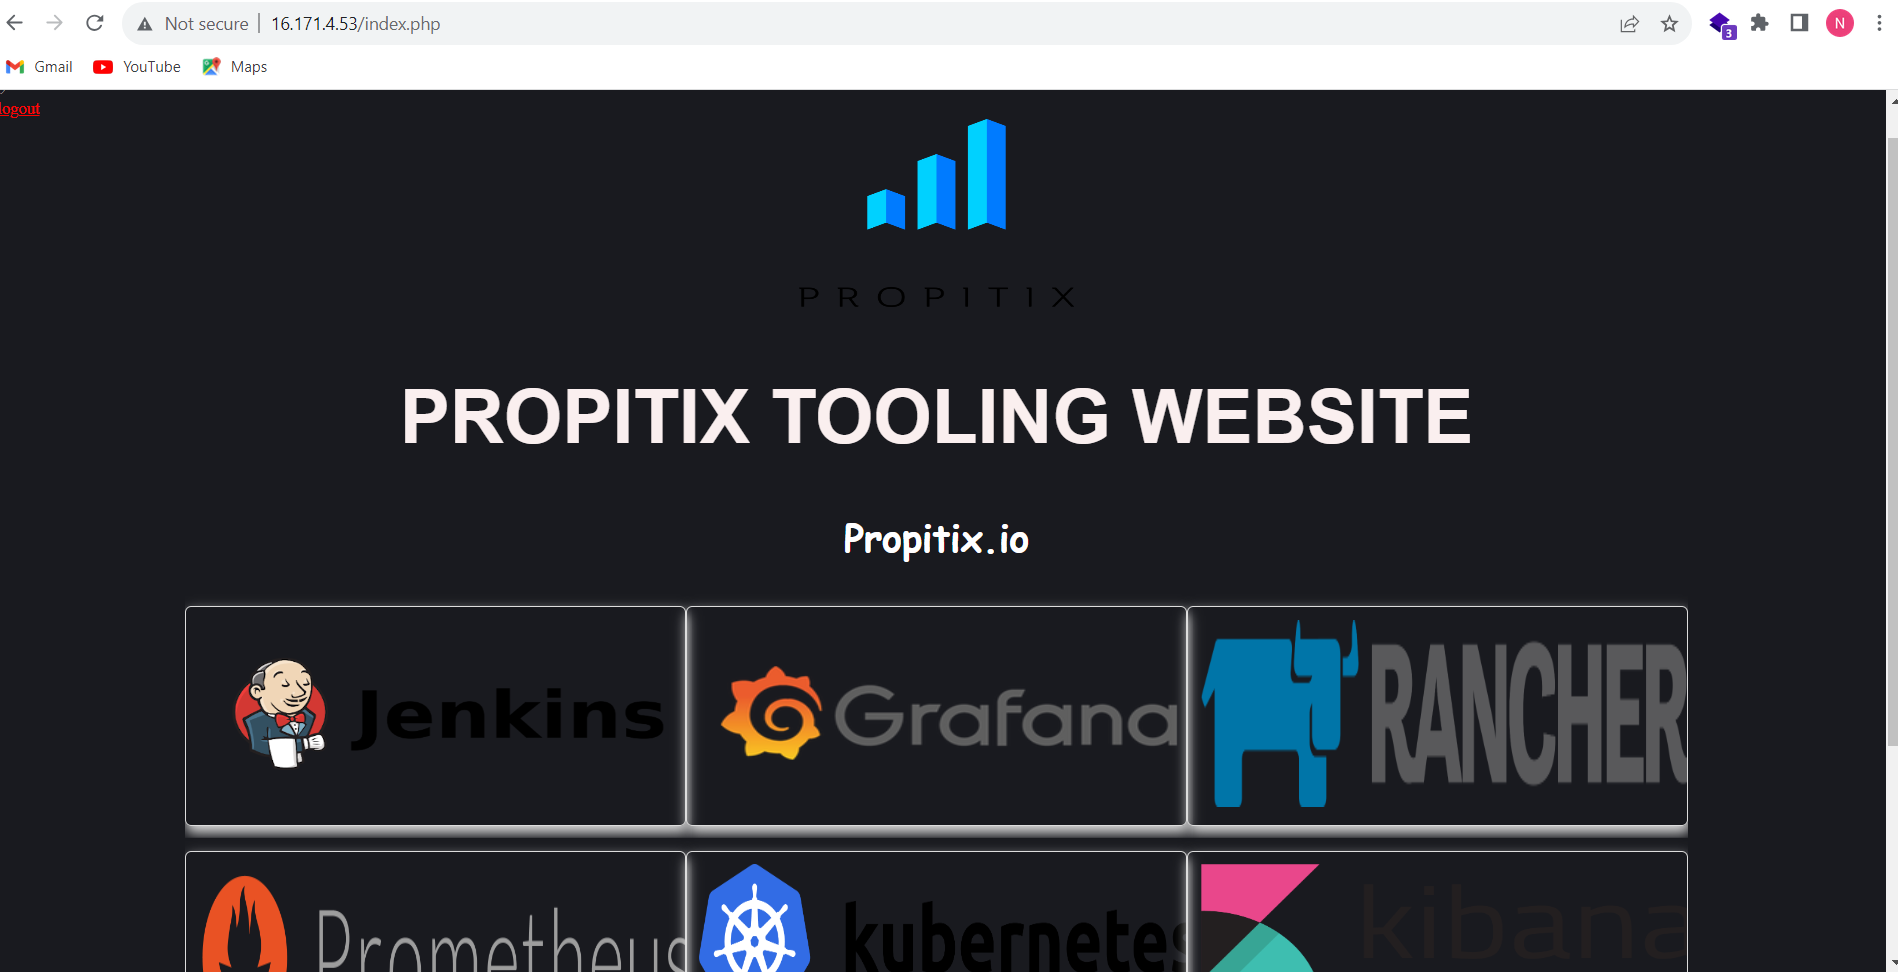 Not secure | 16.171.4.53/index.php
3
N
Gmail YouTube Maps
logout
PROPITIX
PROPITIX TOOLING WEBSITE
Propitix.io
Jenkins Grafana RANCHER
Prometheus kubernetes kibana